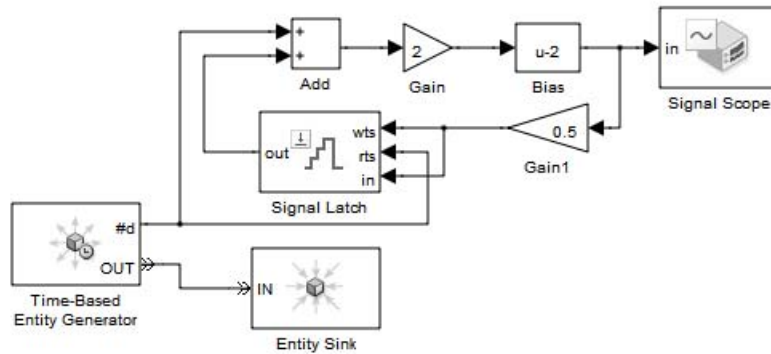 +
+
Add
2
Gain
u-2
Bias
in
Signal Scope
0.5
Gain1
out
wts
rts
in
Signal Latch
#d
OUT
Time-Based
Entity Generator
IN
Entity Sink